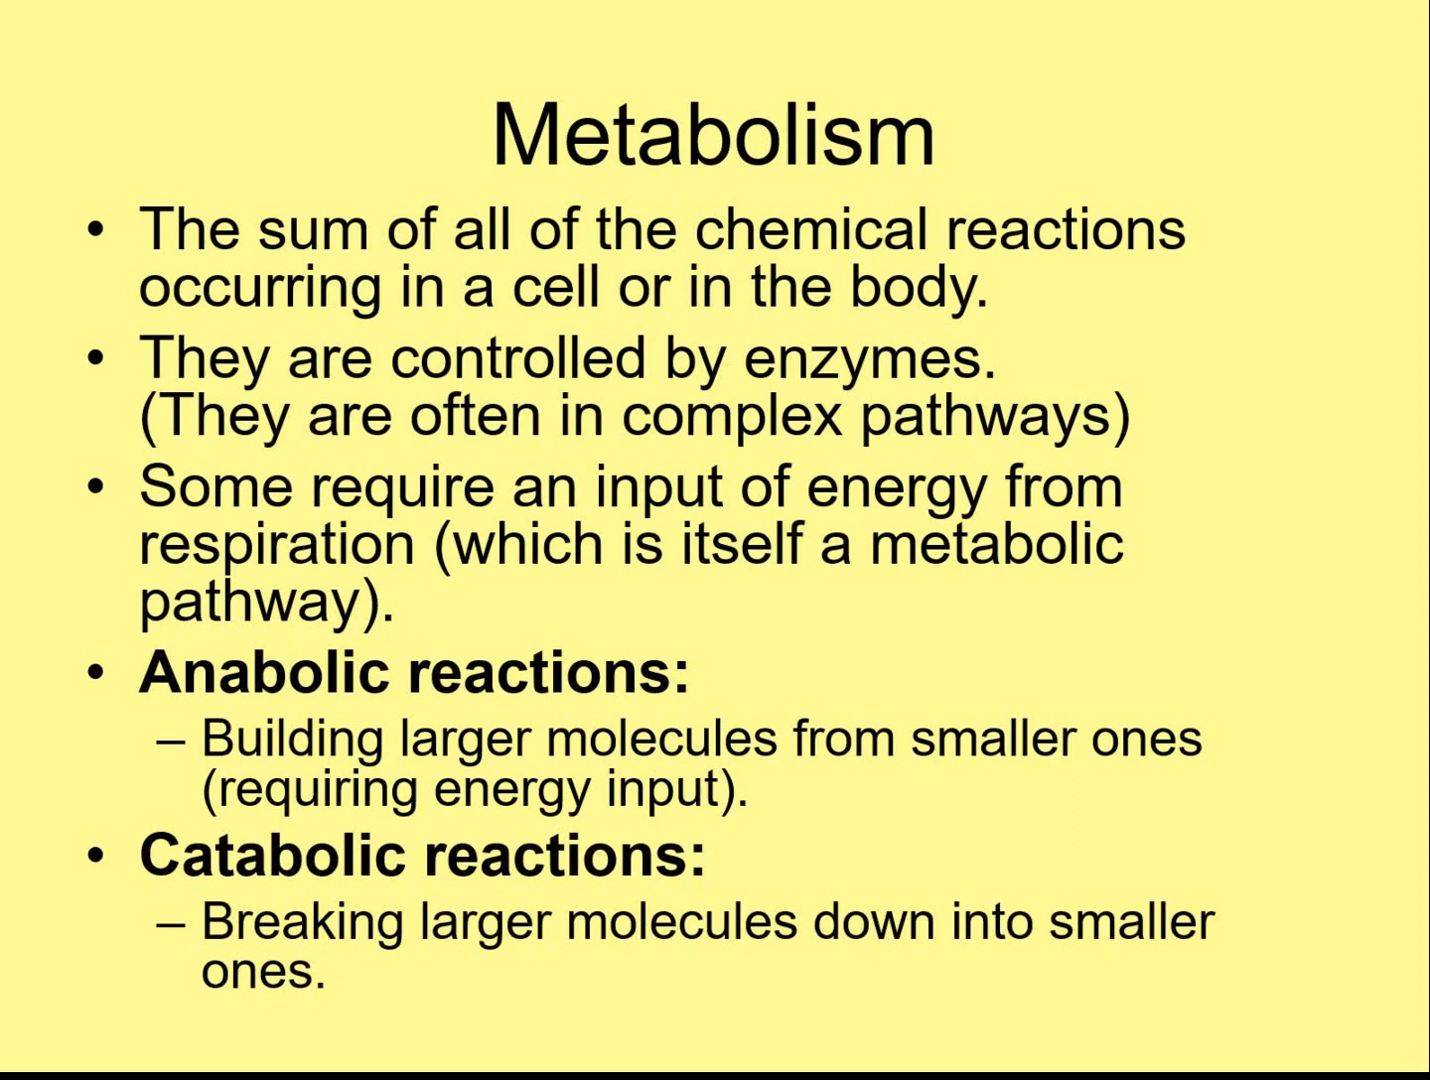 Metabolism
• The sum of all of the chemical reactions
occurring in a cell or in the body.
• They are controlled by enzymes.
(They are often in complex pathways)
• Some require an input of energy from
respiration (which is itself a metabolic
pathway).
• Anabolic reactions:
– Building larger molecules from smaller ones
(requiring energy input).
• Catabolic reactions:
– Breaking larger molecules down into smaller
ones.